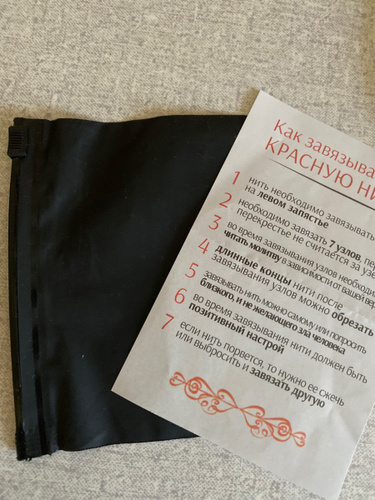 Как завязыва
КРАСНУЮ НИ
1 нить необходимо завязывать
на левом запястье
2 необходимо завязать 7 узлов, пер
перекрестье не считается за узе
3 во время завязывания узлов необходи
читать молитву в зависимости от вашей вер
4 длинные концы нити после
завязывания узлов можно обрезать
5 завязывать нить можно самому или попросить
близкого, и не желающего зла человека
6 во время завязывания нити должен быть
позитивный настрой
7 если нить порвется, то нужно ее сжечь
или выбросить и завязать другую